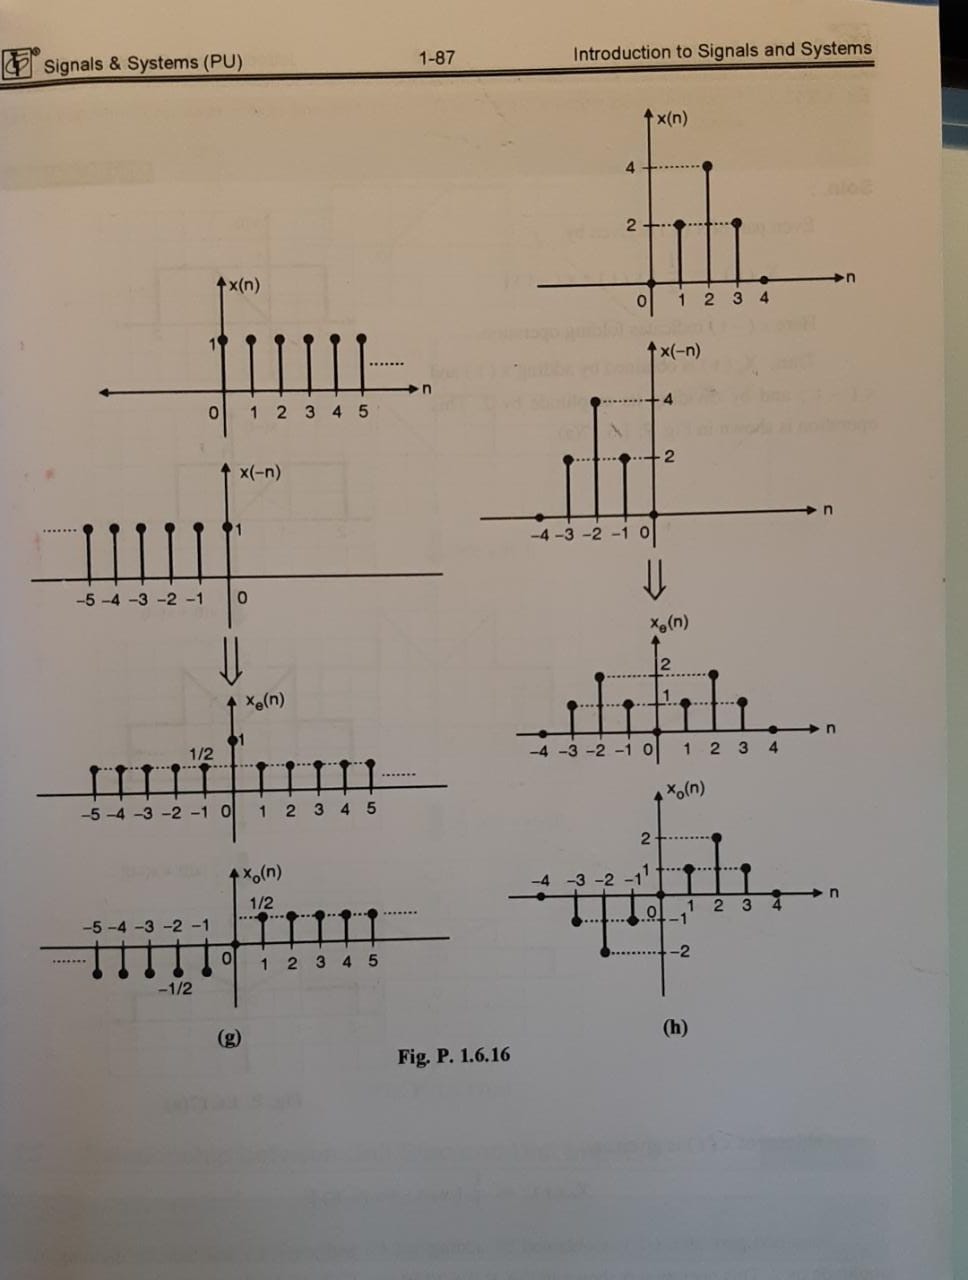 Signals & Systems (PU)
1-87
Introduction to Signals and Systems
x(n)
1
n
0 1 2 3 4 5
x(–n)
1
–5 –4 –3 –2 –1 0
xe(n)
1
1/2
–5 –4 –3 –2 –1 0 1 2 3 4 5
xo(n)
1/2
–5 –4 –3 –2 –1
0 1 2 3 4 5
–1/2
(g)
x(n)
4
2
n
0 1 2 3 4
x(–n)
4
2
n
–4 –3 –2 –1 0
xe(n)
2
1
n
–4 –3 –2 –1 0 1 2 3 4
xo(n)
2
1
–4 –3 –2 –1
n
0 1 2 3 4
–1
–2
(h)
Fig. P. 1.6.16